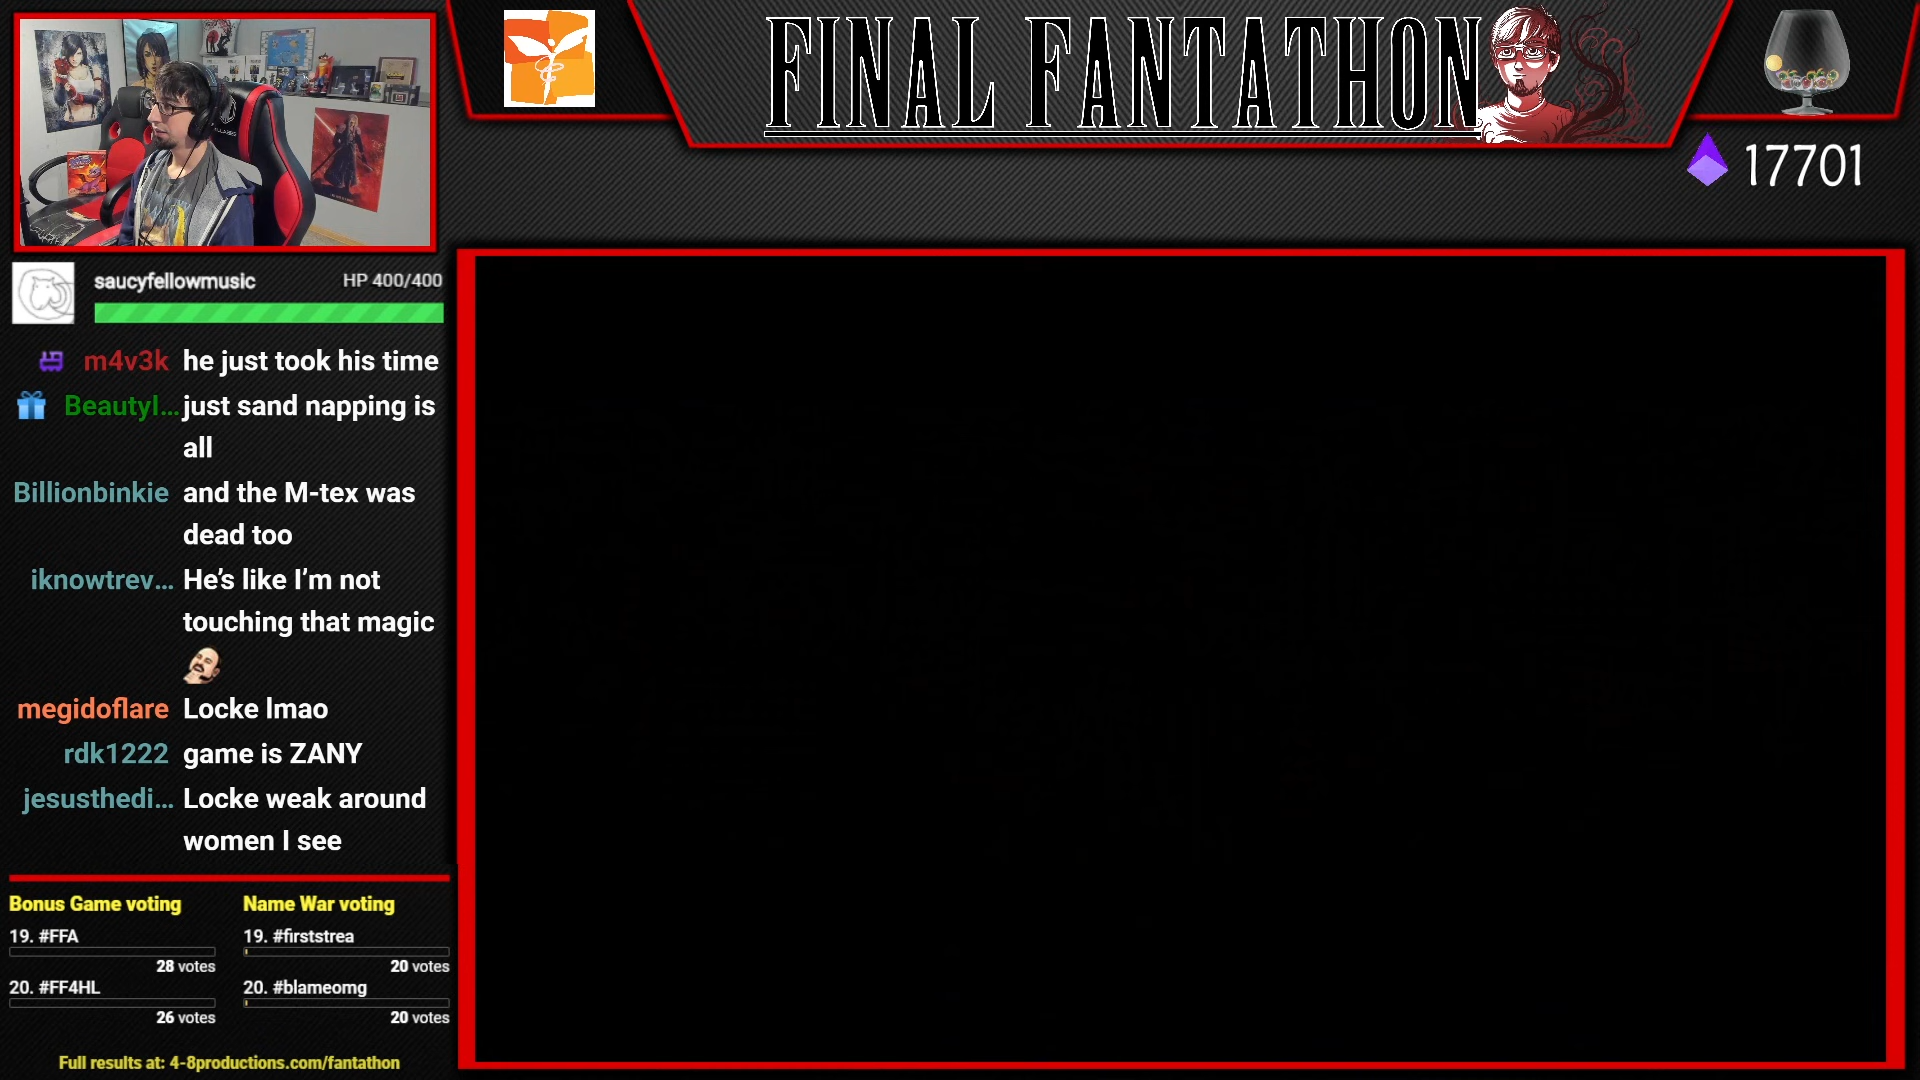 FINAL FANTATHON
17701
saucyfellowmusic HP 400/400
m4v3k he just took his time
Beautyl... just sand napping is
all
Billionbinkie and the M-tex was
dead too
iknowtrev... He's like I'm not
touching that magic
megidoflare Locke lmao
rdk1222 game is ZANY
jesusthedi... Locke weak around
women I see
Bonus Game voting
19. #FFA
28 votes
20. #FF4HL
26 votes
Name War voting
19. #firststrea
20 votes
20. #blameomg
20 votes
Full results at: 4-8productions.com/fantathon